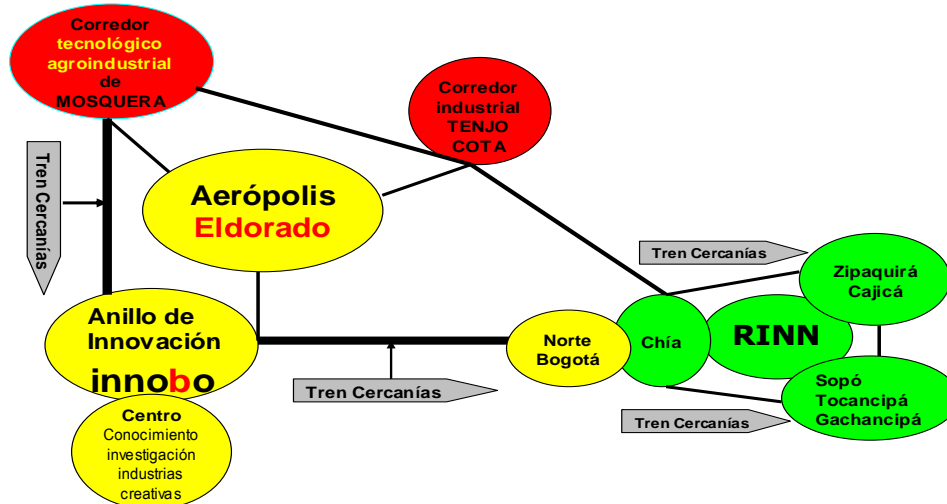 Corredor
tecnológico
agroindustrial
de
MOSQUERA
Corredor
industrial
TENJO
COTA
Tren Cercanías
Aerópolis
Eldorado
Tren Cercanías
Zipaquirá
Cajicá
Anillo de
Innovación
innobo
Norte
Bogotá
Chía
RINN
Tren Cercanías
Sopó
Tocancipá
Gachancipá
Tren Cercanías
Centro
Conocimiento
investigación
industrias
creativas